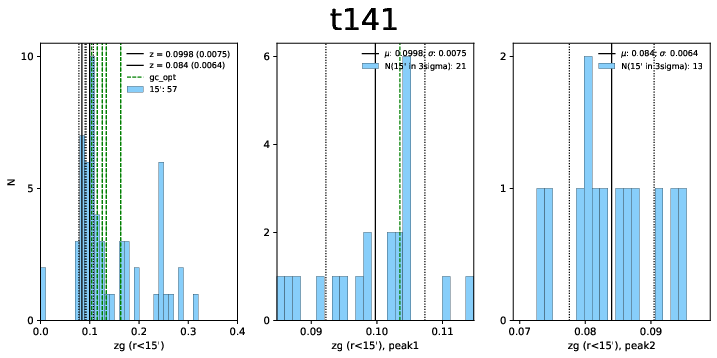 t141
z = 0.0998 (0.0075)
z = 0.084 (0.0064)
gc_opt
15': 57
N
10
5
0
0.0 0.1 0.2 0.3 0.4
zg (r<15')
μ: 0.0998; σ: 0.0075
N(15' in 3sigma): 21
6
4
2
0
0.09 0.10 0.11
zg (r<15'), peak1
μ: 0.084; σ: 0.0064
N(15' in 3sigma): 13
2
1
0
0.07 0.08 0.09
zg (r<15'), peak2